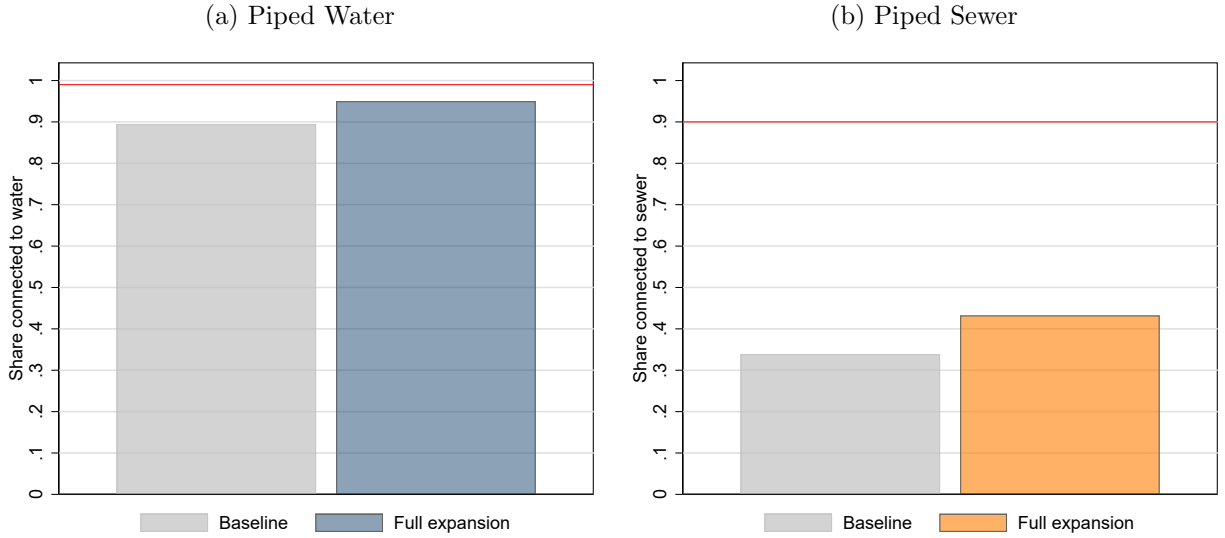 (a) Piped Water
Share connected to water
1
.9
.8
.7
.6
.5
.4
.3
.2
.1
0
Baseline
Full expansion
(b) Piped Sewer
Share connected to sewer
1
.9
.8
.7
.6
.5
.4
.3
.2
.1
0
Baseline
Full expansion